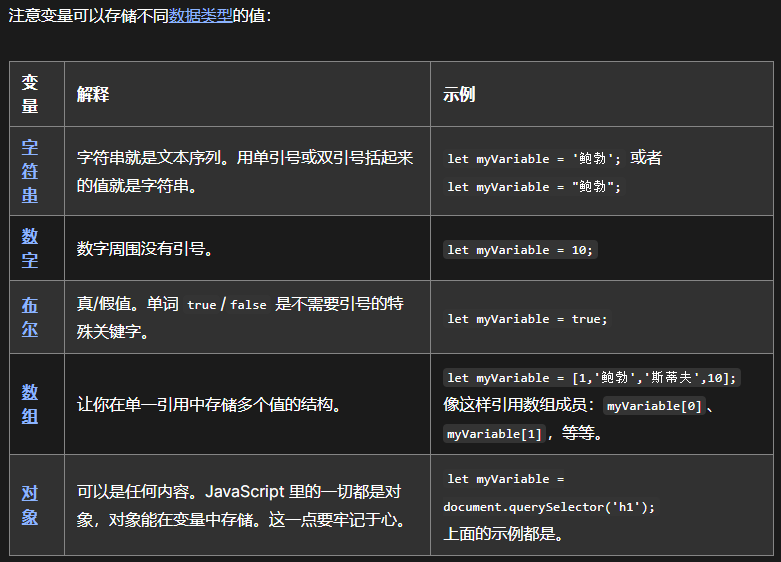 注意变量可以存储不同数据类型的值：
变量 解释 示例
字符串
字符串就是文本序列。用单引号或双引号括起来
的值就是字符串。
let myVariable = '鲍勃'; 或者
let myVariable = "鲍勃";
数字
数字周围没有引号。
let myVariable = 10;
布尔
真/假值。单词 true / false 是不需要引号的特
殊关键字。
let myVariable = true;
数组
让你在单一引用中存储多个值的结构。
let myVariable = [1,'鲍勃','斯蒂夫',10];
像这样引用数组成员：myVariable[0]、
myVariable[1]，等等。
对象
可以是任何内容。JavaScript 里的一切都是对
象，对象能在变量中存储。这一点要牢记于心。
let myVariable =
document.querySelector('h1');
上面的示例都是。